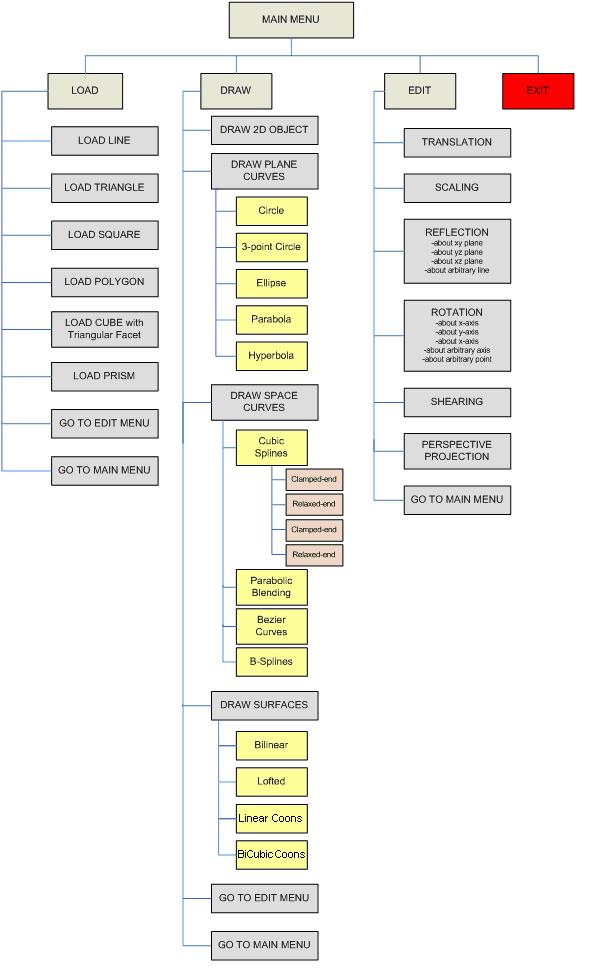 MAIN MENU
LOAD
DRAW
EDIT
EXIT
LOAD LINE
LOAD TRIANGLE
LOAD SQUARE
LOAD POLYGON
LOAD CUBE with
Triangular Facet
LOAD PRISM
GO TO EDIT MENU
GO TO MAIN MENU
DRAW 2D OBJECT
DRAW PLANE
CURVES
Circle
3-point Circle
Ellipse
Parabola
Hyperbola
DRAW SPACE
CURVES
Cubic
Splines
Clamped-end
Relaxed-end
Clamped-end
Relaxed-end
Parabolic
Blending
Bezier
Curves
B-Splines
DRAW SURFACES
Bilinear
Lofted
Linear Coons
BiCubic Coons
GO TO EDIT MENU
GO TO MAIN MENU
TRANSLATION
SCALING
REFLECTION
-about xy plane
-about yz plane
-about xz plane
-about arbitrary line
ROTATION
-about x-axis
-about y-axis
-about x-axis
-about arbitrary axis
-about arbitrary point
SHEARING
PERSPECTIVE
PROJECTION
GO TO MAIN MENU